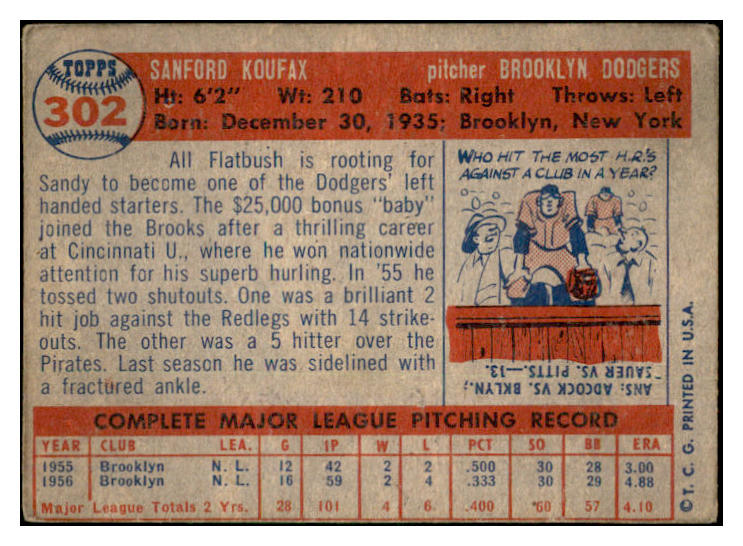 TOPPS
302
SANFORD KOUFAX pitcher BROOKLYN DODGERS
Ht: 6'2" Wt: 210 Bats: Right Throws: Left
Born: December 30, 1935; Brooklyn, New York
All Flatbush is rooting for
Sandy to become one of the Dodgers' left
handed starters. The $25,000 bonus "baby"
joined the Brooks after a thrilling career
at Cincinnati U., where he won nationwide
attention for his superb hurling. In '55 he
tossed two shutouts. One was a brilliant 2
hit job against the Redlegs with 14 strike-
outs. The other was a 5 hitter over the
Pirates. Last season he was sidelined with
a fractured ankle.
WHO HIT THE MOST H.R.'S
AGAINST A CLUB IN A YEAR?
ANS: ADCOCK VS. BKLYN.,
SAUER VS. PITTS.—13.
COMPLETE MAJOR LEAGUE PITCHING RECORD
YEAR CLUB LEA. G IP W L PCT SO BB ERA
1955 Brooklyn N. L. 12 42 2 2 .500 30 28 3.00
1956 Brooklyn N. L. 16 59 2 4 .333 30 29 4.88
Major League Totals 2 Yrs. 28 101 4 6 .400 60 57 4.10
© T. C. G. PRINTED IN U.S.A.